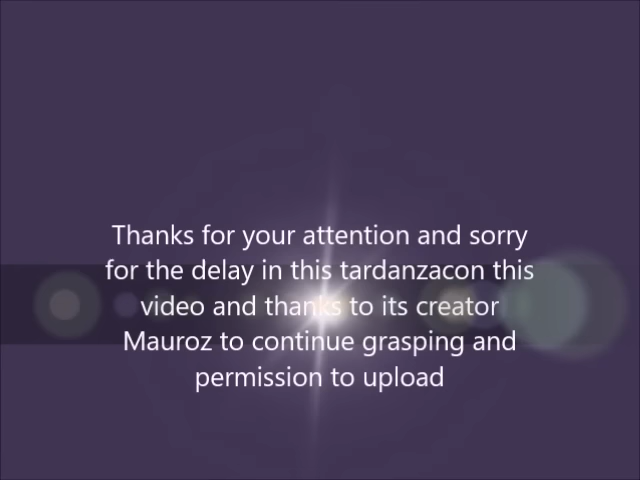 Thanks for your attention and sorry
for the delay in this tardanzacon this
video and thanks to its creator
Mauroz to continue grasping and
permission to upload